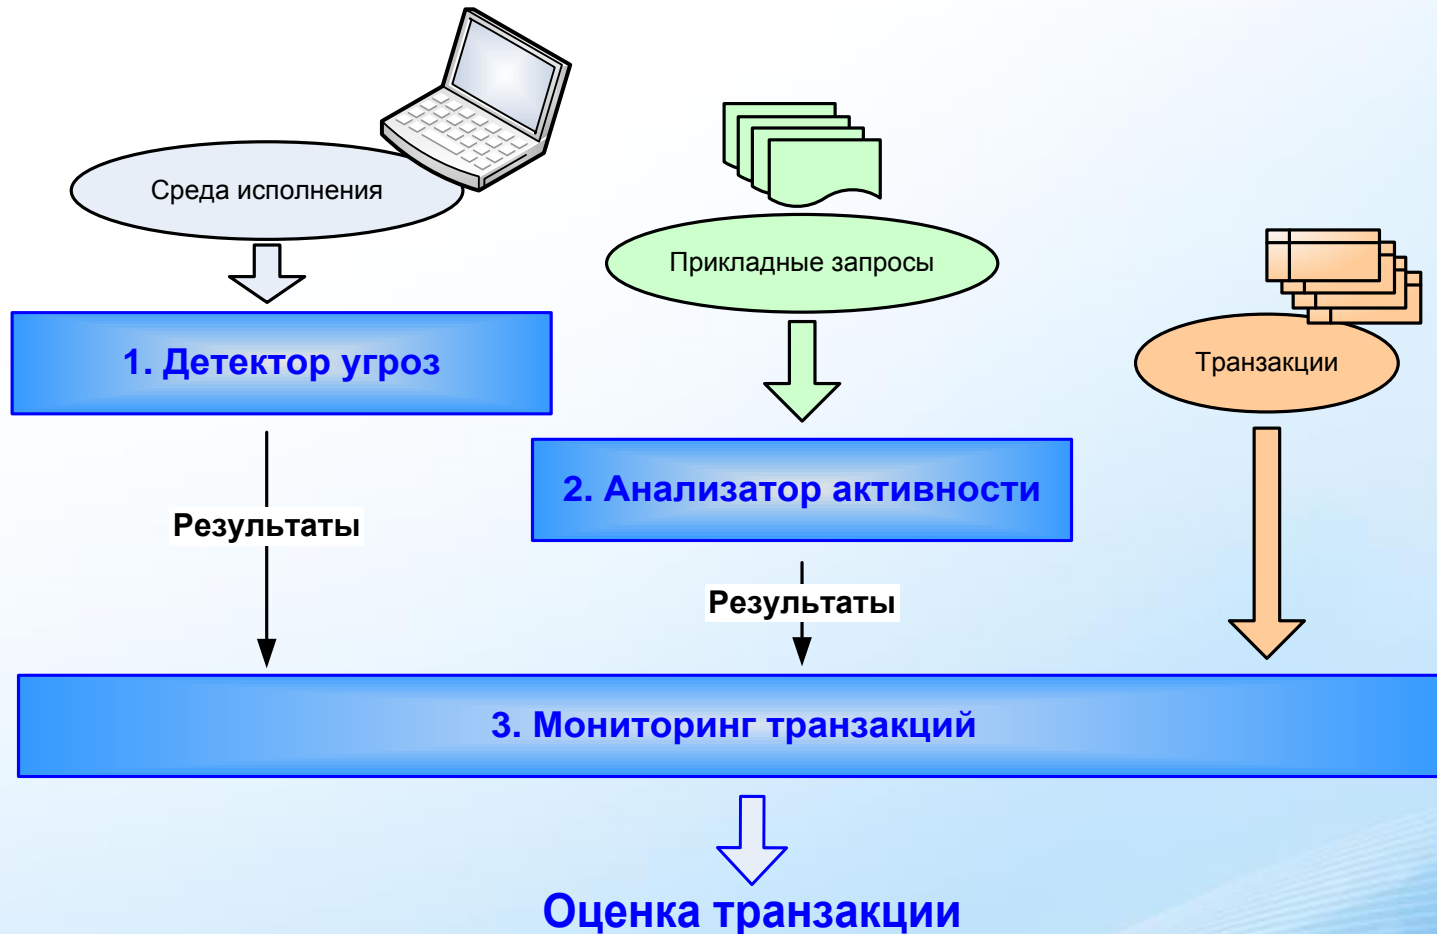 Среда исполнения
Прикладные запросы
Транзакции
1. Детектор угроз
2. Анализатор активности
Результаты
Результаты
3. Мониторинг транзакций
Оценка транзакции